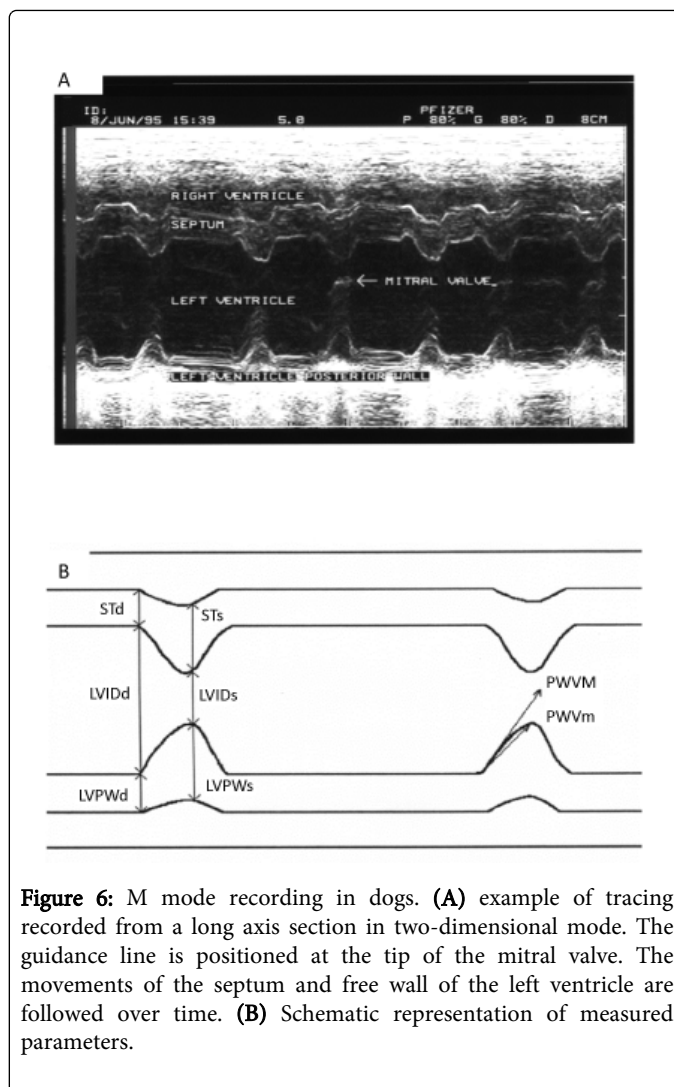 A
ID: PFIZER
8/JUN/95 15:39 5.0 P 80% G 80% D 8CM
RIGHT VENTRICLE
SEPTUM
← MITRAL VALVE
LEFT VENTRICLE
LEFT VENTRICLE POSTERIOR WALL
B
STd
STs
LVIDd
LVIDs
PWVM
PWVm
LVPWd
LVPWs
Figure 6: M mode recording in dogs. (A) example of tracing
recorded from a long axis section in two-dimensional mode. The
guidance line is positioned at the tip of the mitral valve. The
movements of the septum and free wall of the left ventricle are
followed over time. (B) Schematic representation of measured
parameters.